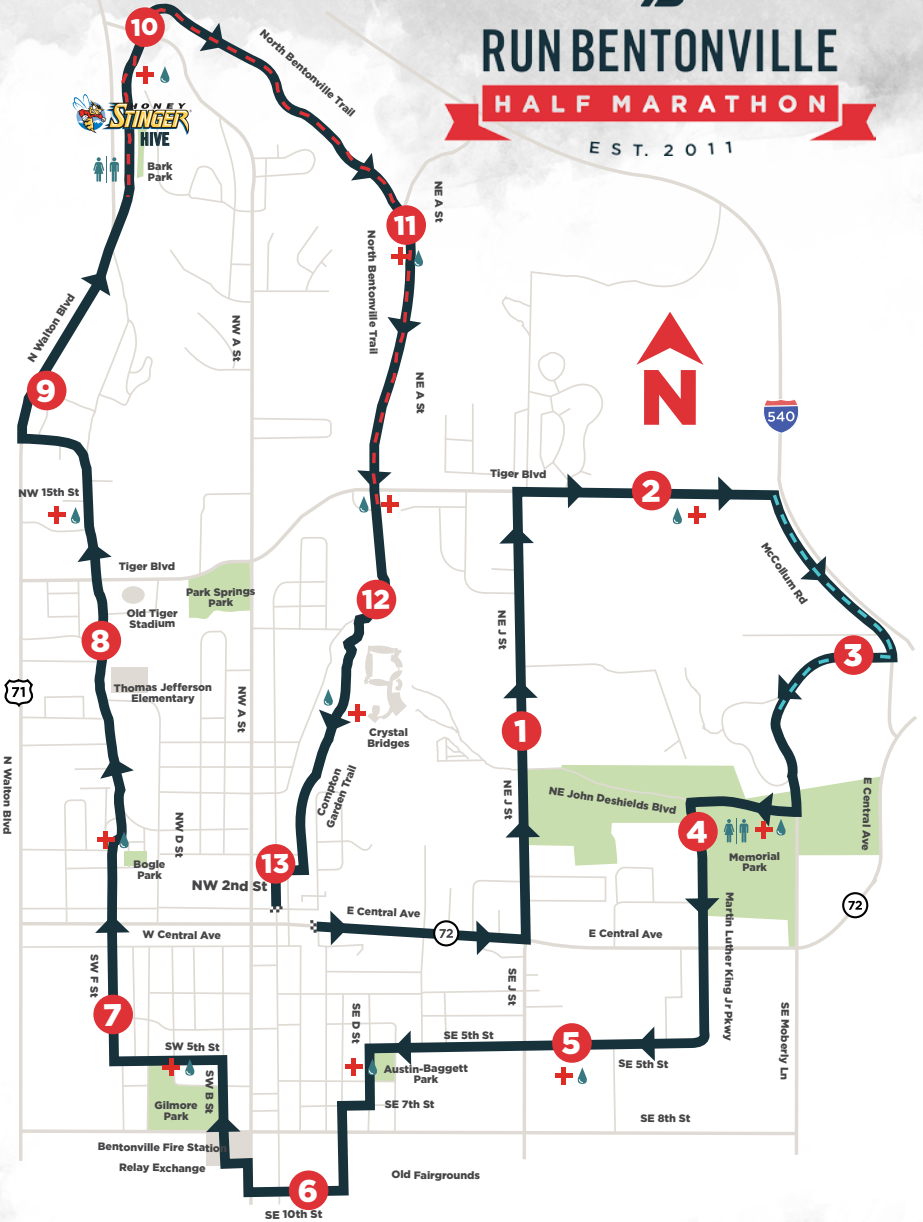 RUN BENTONVILLE
HALF MARATHON
EST. 2011
10
North Bentonville Trail
HONEY
STINGER
HIVE
Bark
Park
NE A St
11
North Bentonville Trail
N Walton Blvd
NW A St
N
9
NE A St
540
Tiger Blvd
2
NW 15th St
McCollum Rd
Tiger Blvd
Park Springs
Park
12
Old Tiger
Stadium
8
NE J St
3
71
Thomas Jefferson
Elementary
NW A St
Crystal
Bridges
1
N Walton Blvd
Compton
Garden Trail
NE J St
NE John Deshields Blvd
E Central Ave
NW D St
4
Memorial
Park
Bogle
Park
13
NW 2nd St
72
E Central Ave
72
W Central Ave
E Central Ave
Martin Luther King Jr Pkwy
SW F St
SE J St
7
SE D St
SE 5th St
5
SE 5th St
SE Moberly Ln
SW 5th St
SW B St
Austin-Baggett
Park
Gilmore
Park
SE 7th St
SE 8th St
Bentonville Fire Station
Relay Exchange
Old Fairgrounds
6
SE 10th St